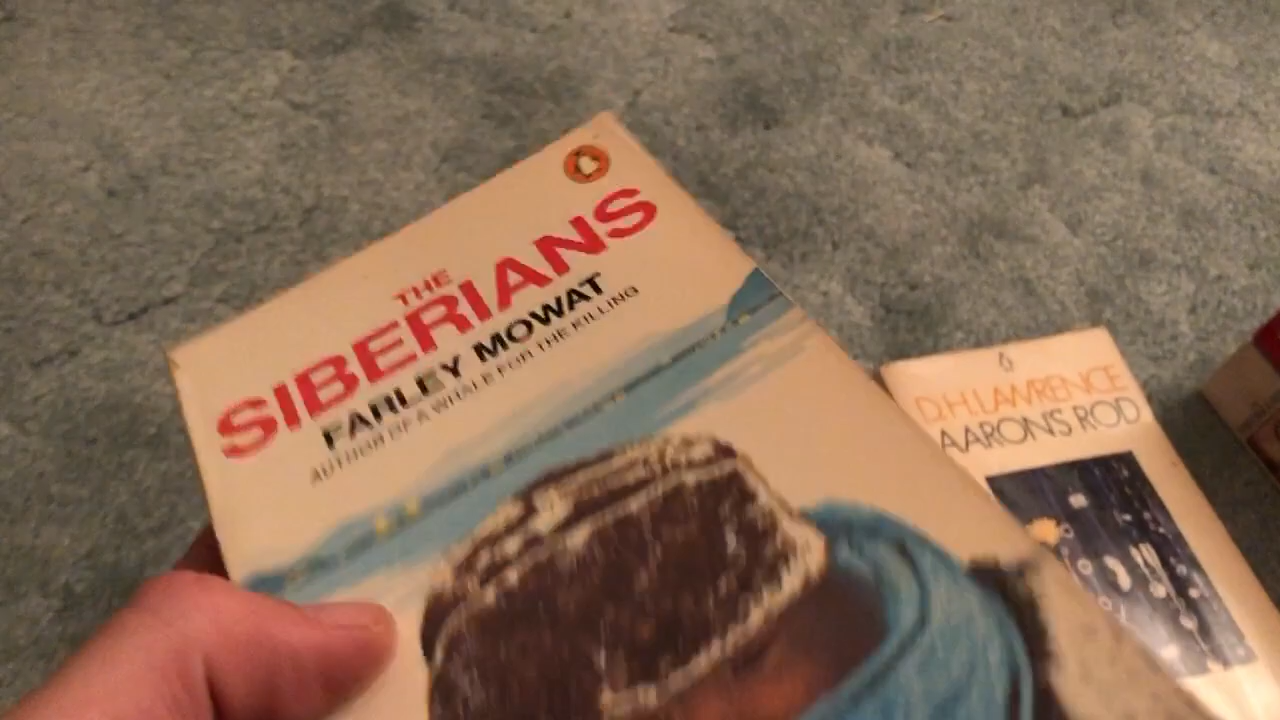 THE
SIBERIANS
FARLEY MOWAT
AUTHOR OF A WHALE FOR THE KILLING
D.H. LAWRENCE
AARON'S ROD